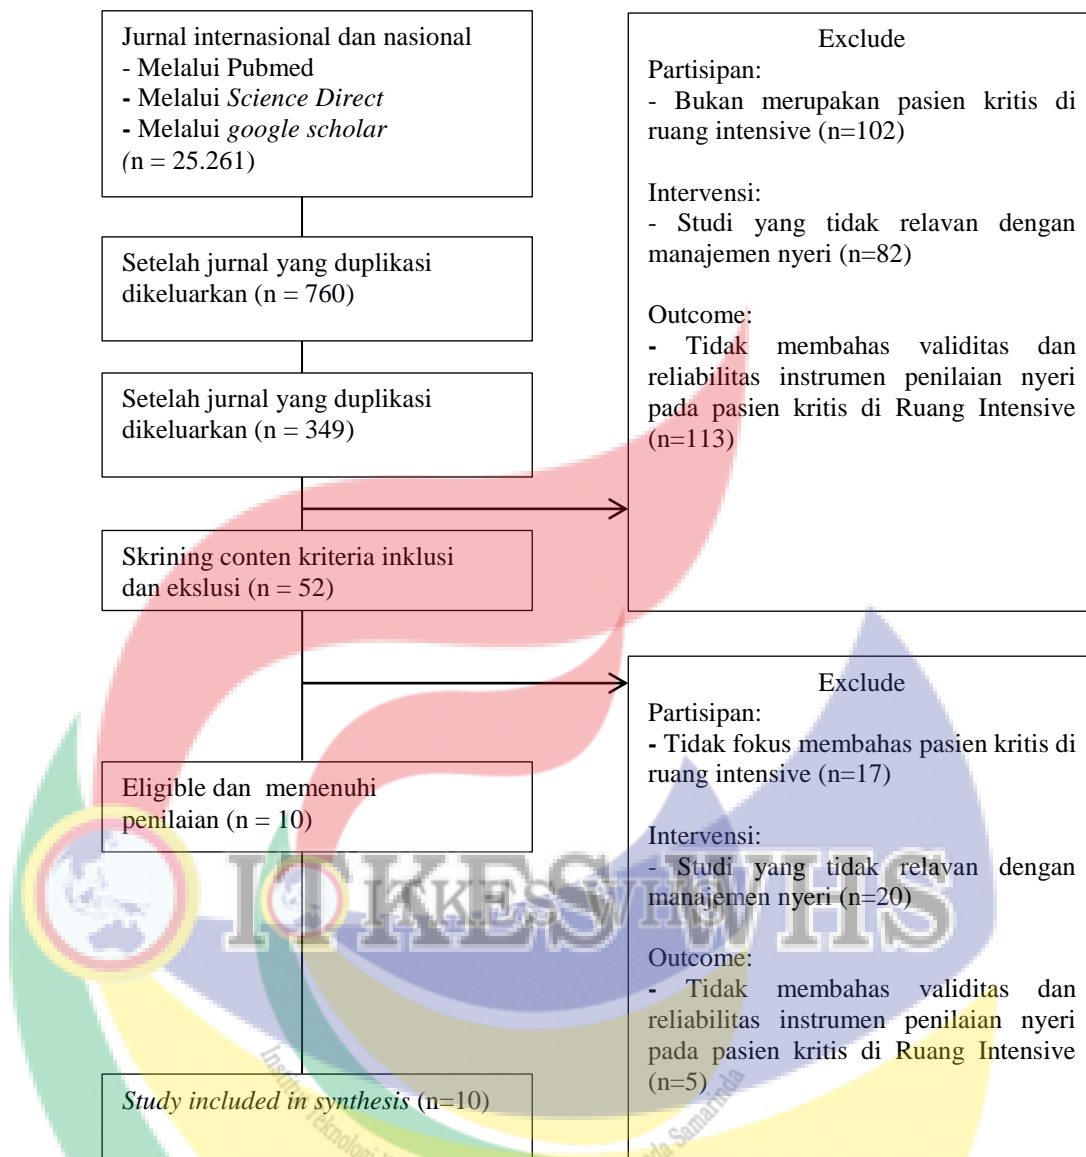 Jurnal internasional dan nasional
- Melalui Pubmed
- Melalui Science Direct
- Melalui google scholar
(n = 25.261)
Setelah jurnal yang duplikasi
dikeluarkan (n = 760)
Setelah jurnal yang duplikasi
dikeluarkan (n = 349)
Skrining conten kriteria inklusi
dan ekslusi (n = 52)
Eligible dan memenuhi
penilaian (n = 10)
Study included in synthesis (n=10)
Exclude
Partisipan:
- Bukan merupakan pasien kritis di
ruang intensive (n=102)
Intervensi:
- Studi yang tidak relavan dengan
manajemen nyeri (n=82)
Outcome:
- Tidak membahas validitas dan
reliabilitas instrumen penilaian nyeri
pada pasien kritis di Ruang Intensive
(n=113)
Exclude
Partisipan:
- Tidak fokus membahas pasien kritis di
ruang intensive (n=17)
Intervensi:
- Studi yang tidak relavan dengan
manajemen nyeri (n=20)
Outcome:
- Tidak membahas validitas dan
reliabilitas instrumen penilaian nyeri
pada pasien kritis di Ruang Intensive
(n=5)
ITKES WHS
ITKES WHS
Institut Teknologi
Samarinda